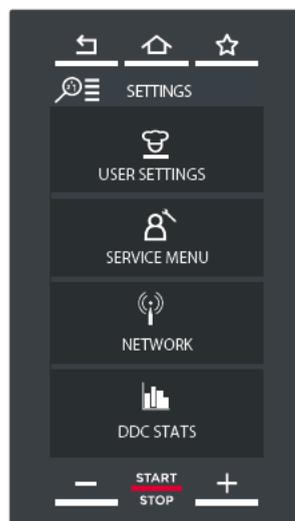 SETTINGS
USER SETTINGS
SERVICE MENU
NETWORK
DDC STATS
START
STOP